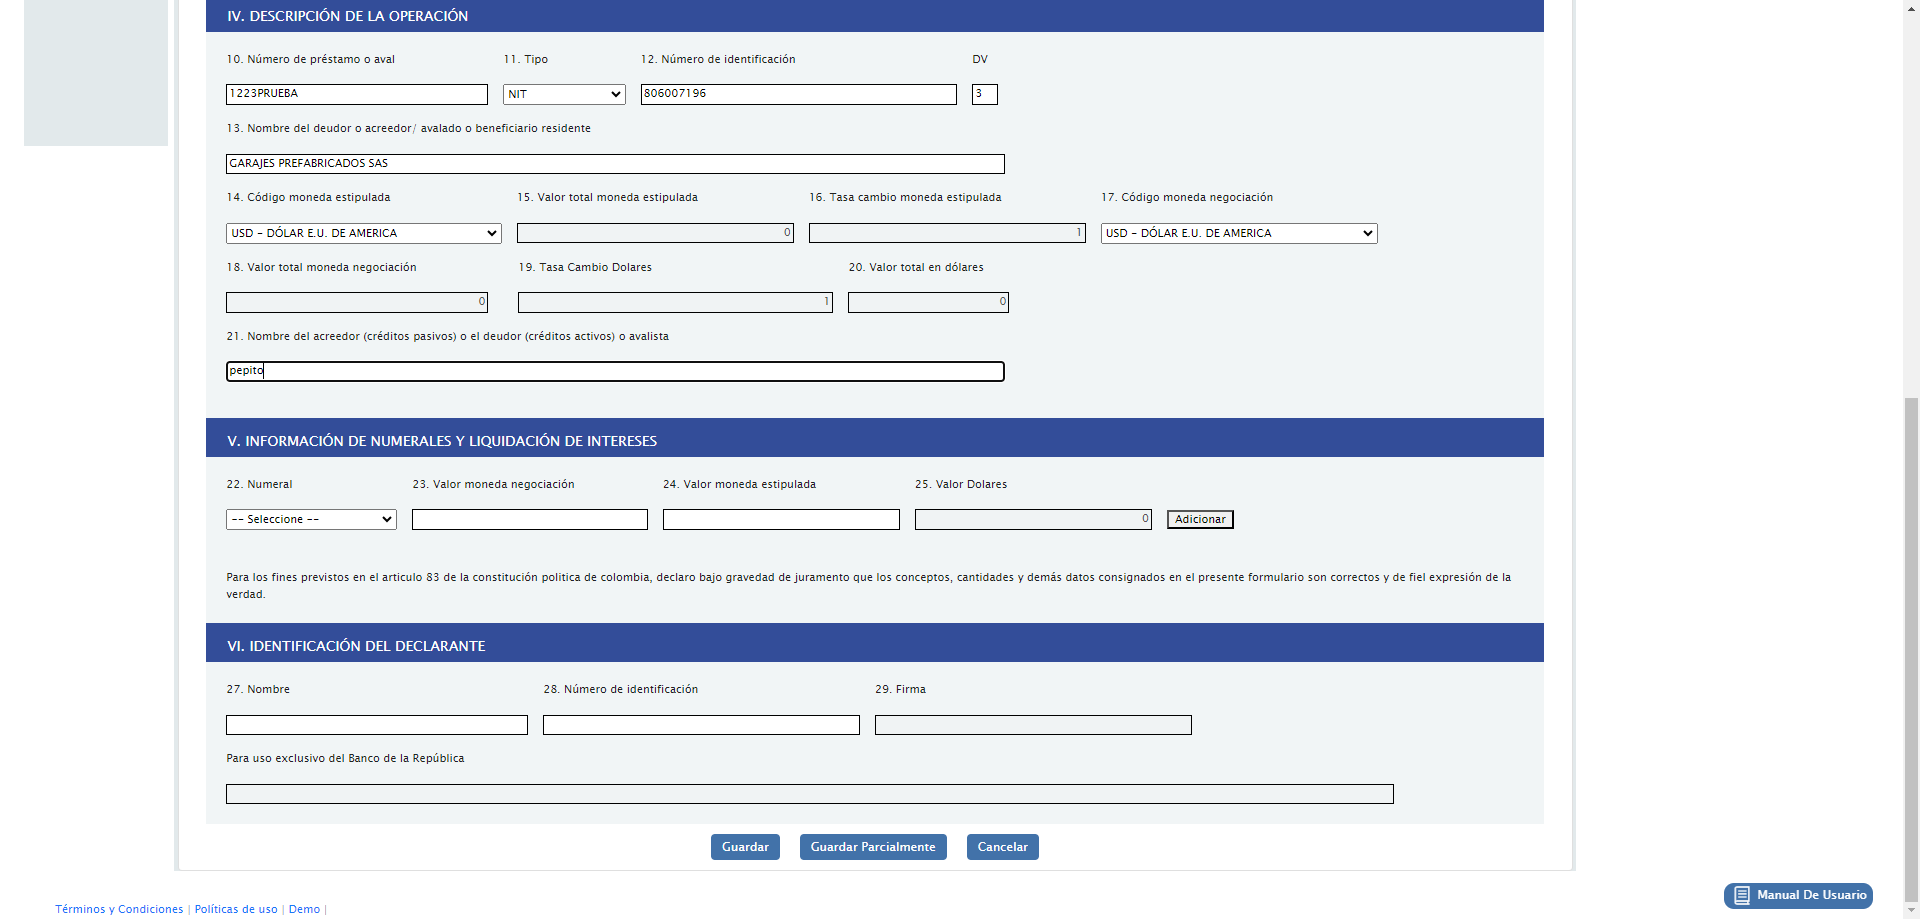 IV. DESCRIPCIÓN DE LA OPERACIÓN
10. Número de préstamo o aval 11. Tipo 12. Número de identificación DV
1223PRUEBA NIT 806007196 3
13. Nombre del deudor o acreedor/ avalado o beneficiario residente
GARAJES PREFABRICADOS SAS
14. Código moneda estipulada 15. Valor total moneda estipulada 16. Tasa cambio moneda estipulada 17. Código moneda negociación
USD - DÓLAR E.U. DE AMERICA 0 1 USD - DÓLAR E.U. DE AMERICA
18. Valor total moneda negociación 19. Tasa Cambio Dolares 20. Valor total en dólares
0 1 0
21. Nombre del acreedor (créditos pasivos) o el deudor (créditos activos) o avalista
pepito
V. INFORMACIÓN DE NUMERALES Y LIQUIDACIÓN DE INTERESES
22. Numeral 23. Valor moneda negociación 24. Valor moneda estipulada 25. Valor Dolares
-- Seleccione -- 0 Adicionar
Para los fines previstos en el articulo 83 de la constitución politica de colombia, declaro bajo gravedad de juramento que los conceptos, cantidades y demás datos consignados en el presente formulario son correctos y de fiel expresión de la
verdad.
VI. IDENTIFICACIÓN DEL DECLARANTE
27. Nombre 28. Número de identificación 29. Firma
Para uso exclusivo del Banco de la República
Guardar Guardar Parcialmente Cancelar
Manual De Usuario
Términos y Condiciones | Políticas de uso | Demo |